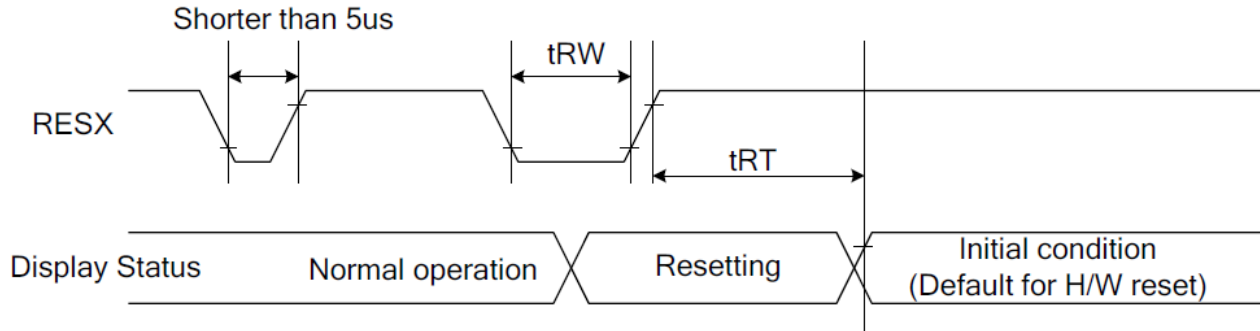 Shorter than 5us
tRW
RESX
tRT
Display Status
Normal operation
Resetting
Initial condition
(Default for H/W reset)